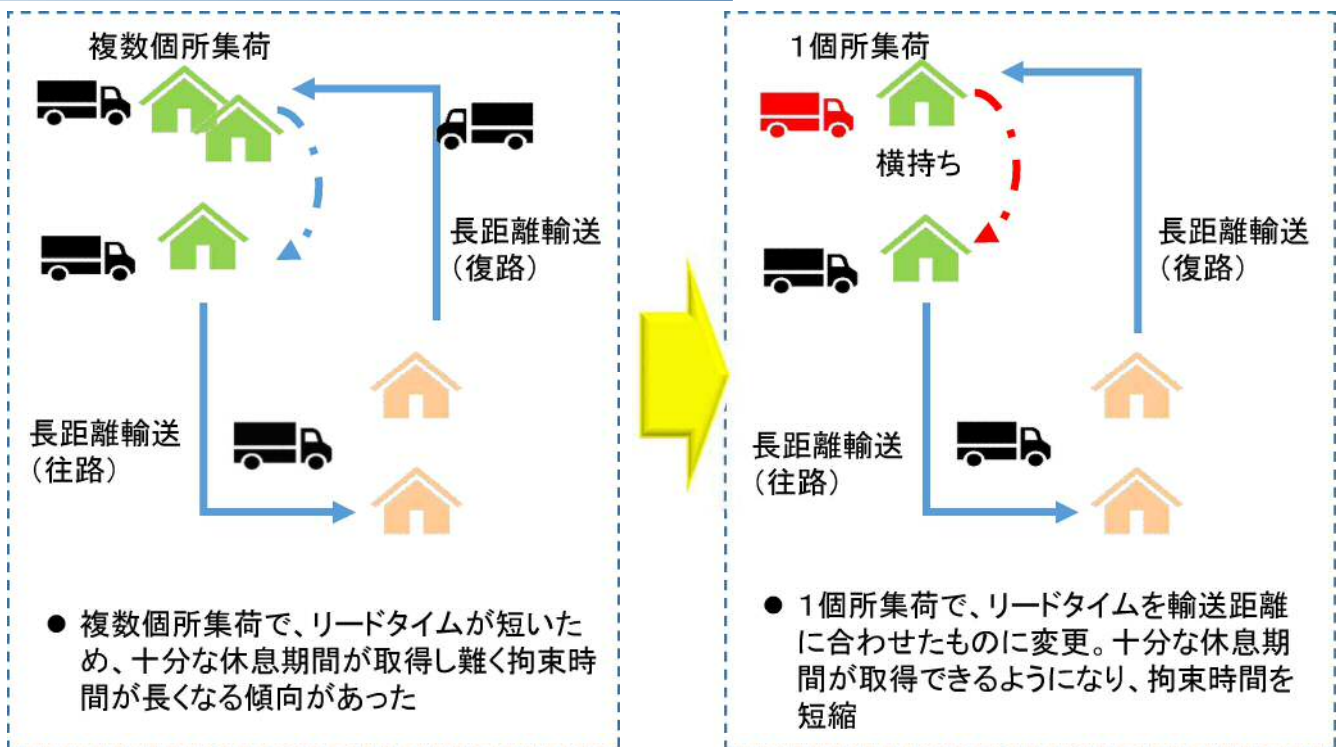 複数個所集荷
長距離輸送
（復路）
長距離輸送
（往路）
● 複数個所集荷で、リードタイムが短いた
め、十分な休息期間が取得し難く拘束時
間が長くなる傾向があった
１個所集荷
横持ち
長距離輸送
（復路）
長距離輸送
（往路）
● １個所集荷で、リードタイムを輸送距離
に合わせたものに変更。十分な休息期
間が取得できるようになり、拘束時間を
短縮